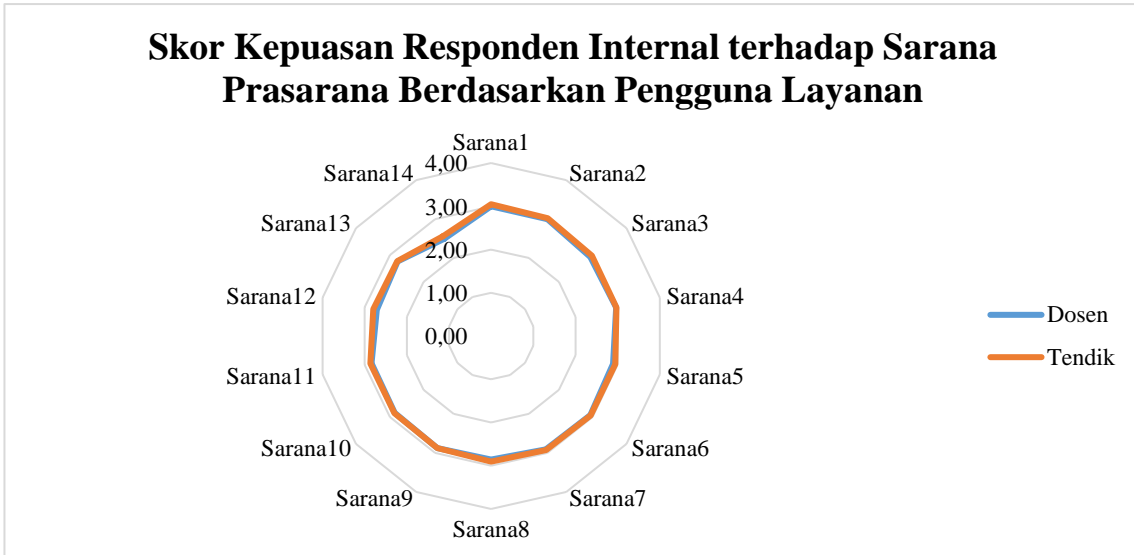 Skor Kepuasan Responden Internal terhadap Sarana
Prasarana Berdasarkan Pengguna Layanan
Sarana1
Sarana2
Sarana3
Sarana4
Sarana5
Sarana6
Sarana7
Sarana8
Sarana9
Sarana10
Sarana11
Sarana12
Sarana13
Sarana14
4,00
3,00
2,00
1,00
0,00
Dosen
Tendik